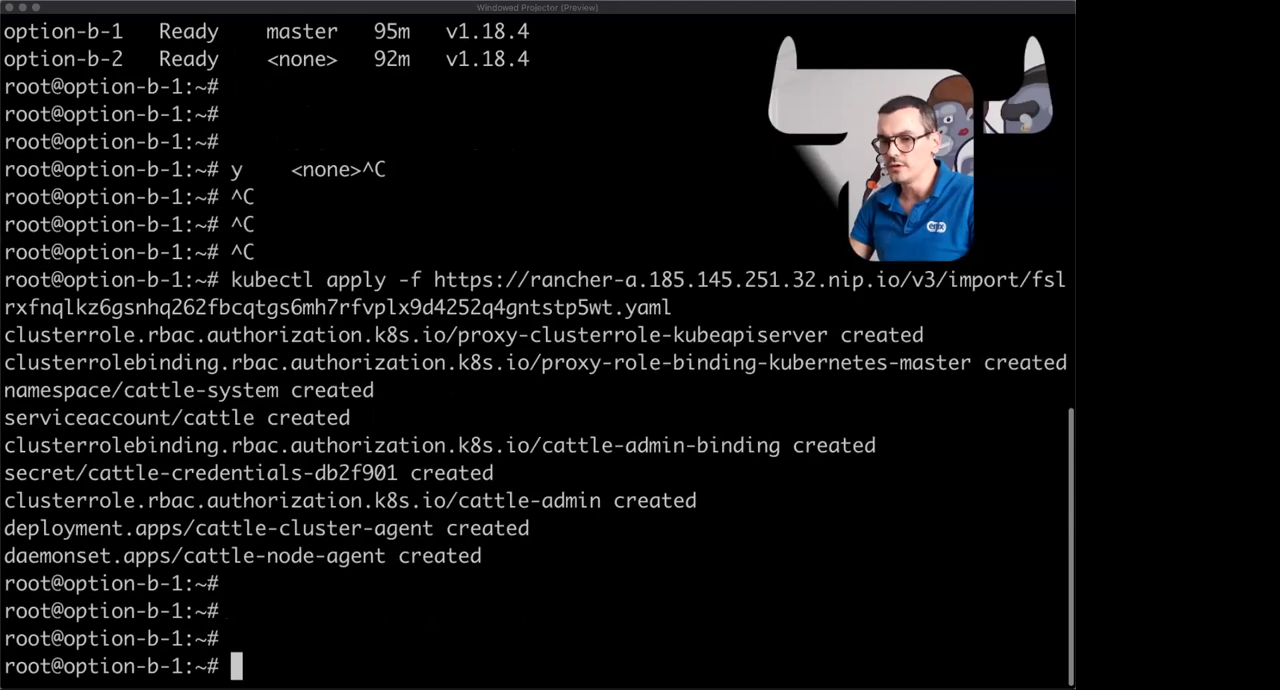 Windowed Projector (Preview)
option-b-1   Ready    master   95m   v1.18.4
option-b-2   Ready    <none>   92m   v1.18.4
root@option-b-1:~#
root@option-b-1:~#
root@option-b-1:~#
root@option-b-1:~# y    <none>^C
root@option-b-1:~# ^C
root@option-b-1:~# ^C
root@option-b-1:~# ^C
root@option-b-1:~# kubectl apply -f https://rancher-a.185.145.251.32.nip.io/v3/import/fsl
rxfnqlkz6gsnhq262fbcqtgs6mh7rfvplx9d4252q4gntstp5wt.yaml
clusterrole.rbac.authorization.k8s.io/proxy-clusterrole-kubeapiserver created
clusterrolebinding.rbac.authorization.k8s.io/proxy-role-binding-kubernetes-master created
namespace/cattle-system created
serviceaccount/cattle created
clusterrolebinding.rbac.authorization.k8s.io/cattle-admin-binding created
secret/cattle-credentials-db2f901 created
clusterrole.rbac.authorization.k8s.io/cattle-admin created
deployment.apps/cattle-cluster-agent created
daemonset.apps/cattle-node-agent created
root@option-b-1:~#
root@option-b-1:~#
root@option-b-1:~#
root@option-b-1:~#
enix